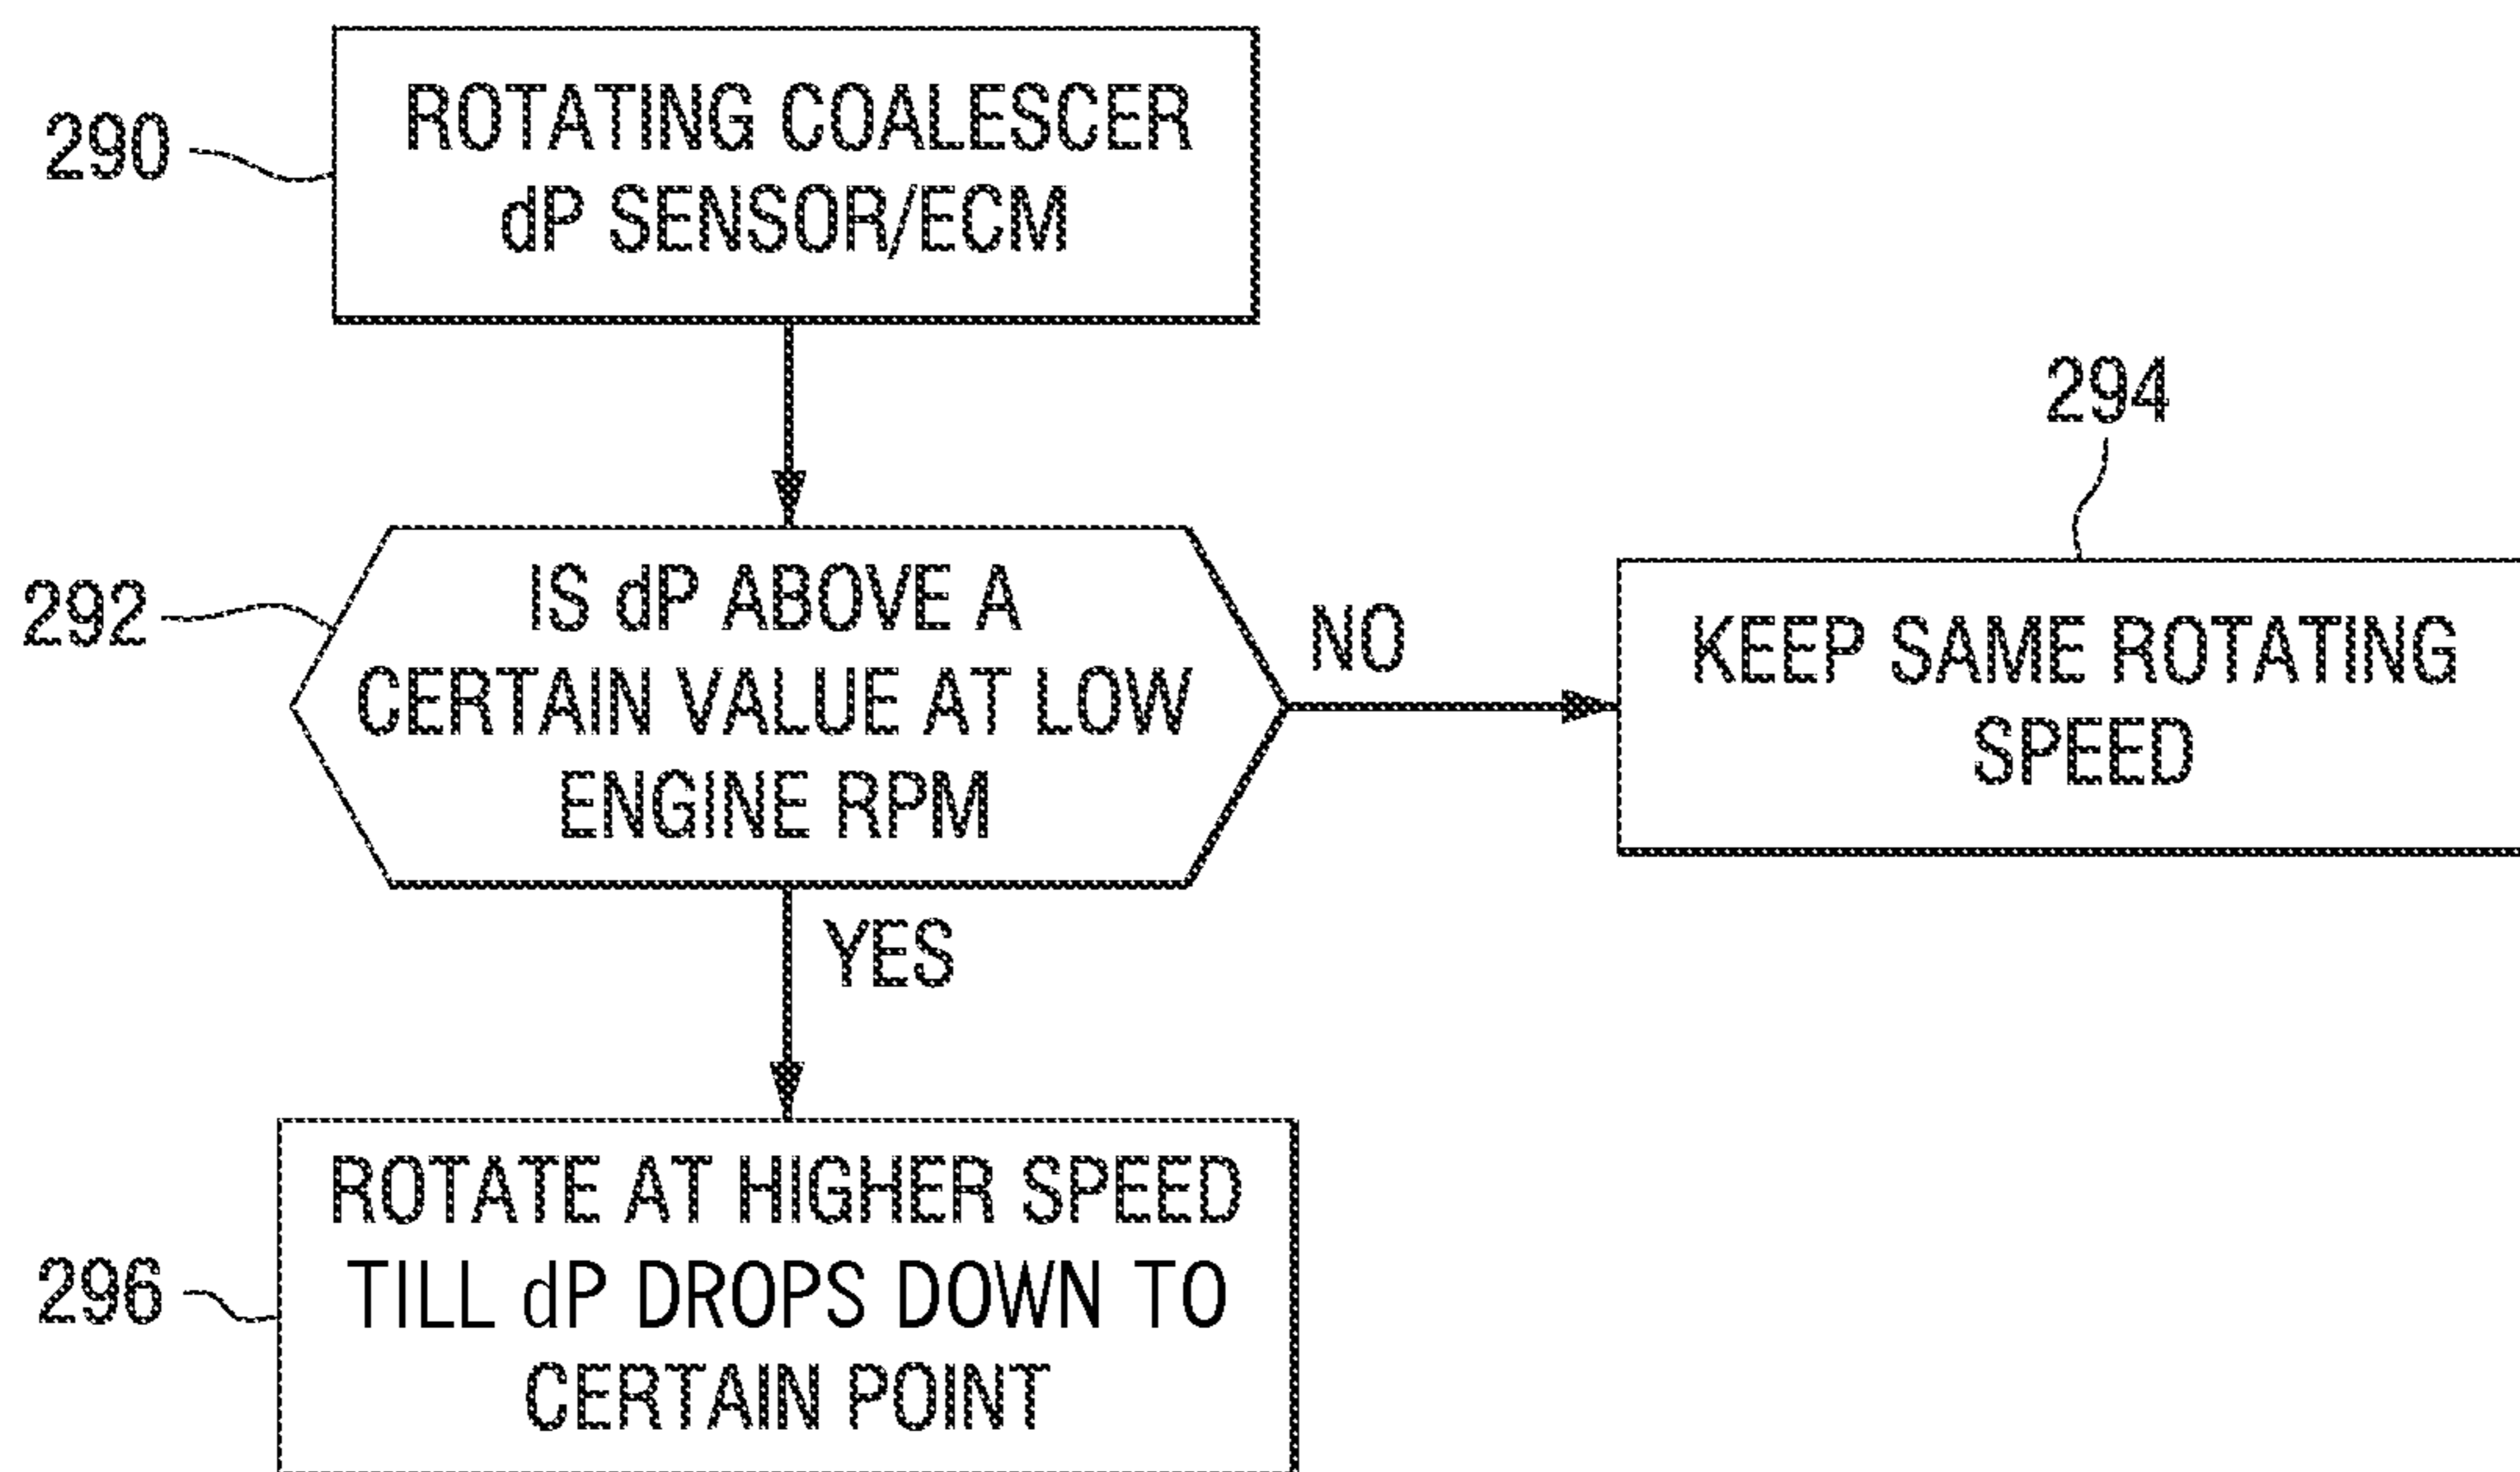 290
ROTATING COALESCER
dP SENSOR/ECM
292
IS dP ABOVE A
CERTAIN VALUE AT LOW
ENGINE RPM
NO
294
KEEP SAME ROTATING
SPEED
YES
296
ROTATE AT HIGHER SPEED
TILL dP DROPS DOWN TO
CERTAIN POINT